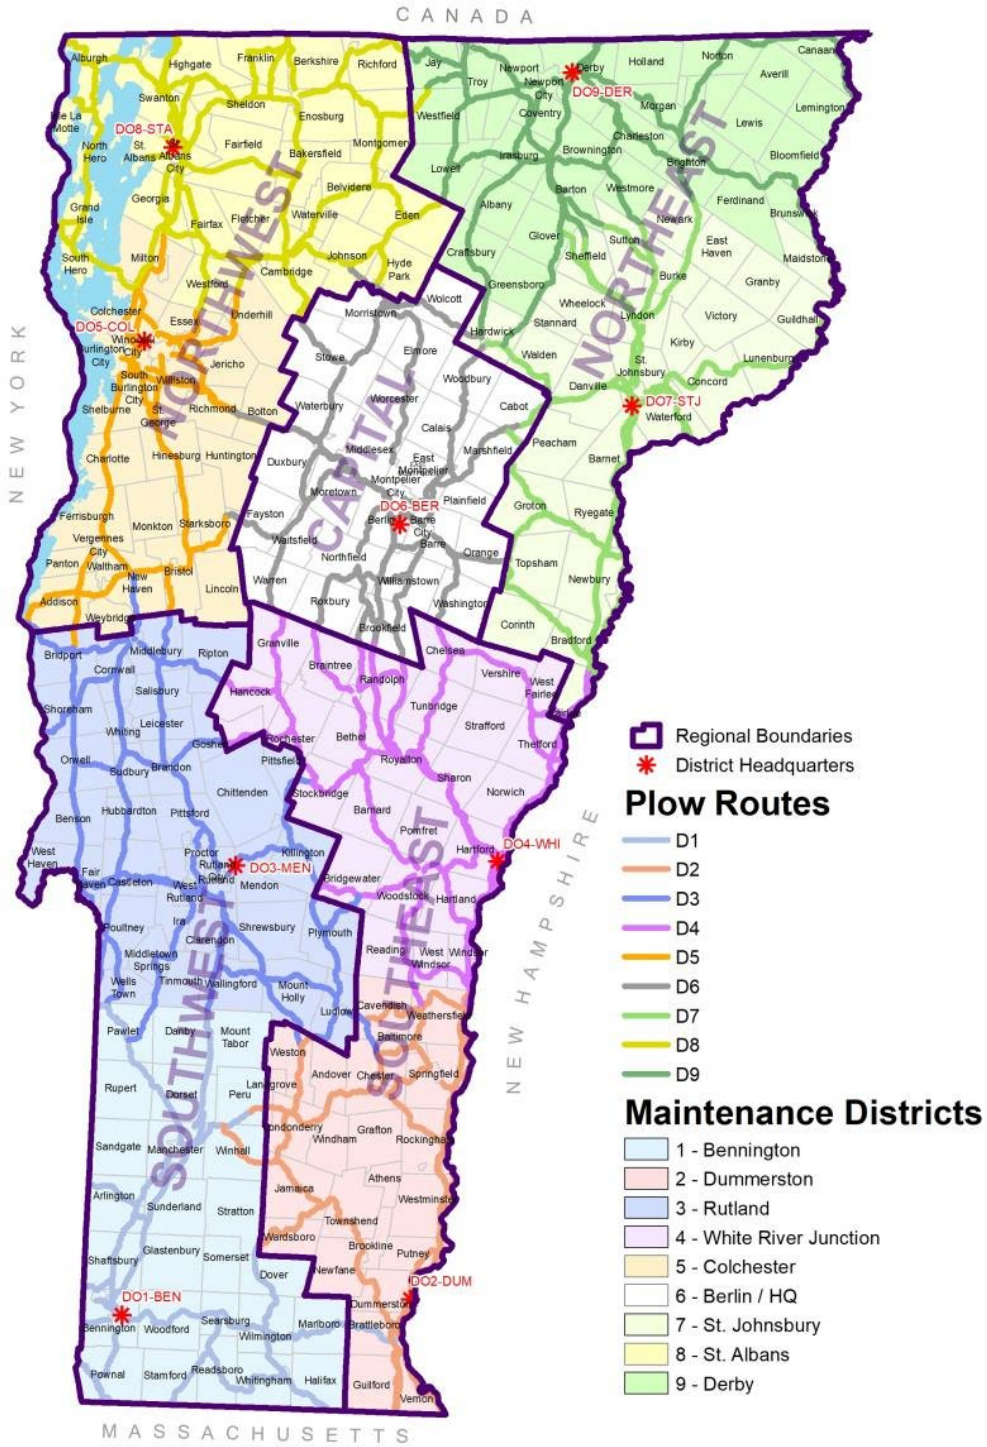 CANADA
Alburgh
Highgate
Franklin
Berkshire
Richford
Jay
Newport
Derby
Holland
Norton
Canaan
Troy
Newport
City
DO9-DER
Averill
Swanton
Sheldon
Enosburg
Westfield
Coventry
Morgan
Lemington
La
Motte
DO8-STA
Charleston
Lewis
North
Hero
St.
Albans
Albans
City
Fairfield
Bakersfield
Montgomery
Irasburg
Brownington
Brighton
Bloomfield
Lowell
Georgia
Belvidere
Barton
Westmore
Ferdinand
Grand
Isle
Fairfax
Fletcher
Waterville
Eden
Albany
Newark
Brunswick
NORTHWEST
NORTHEAST
South
Hero
Milton
Cambridge
Johnson
Hyde
Park
Craftsbury
Glover
Sheffield
Sutton
East
Haven
Maidstone
Westford
Greensboro
Burke
Granby
Colchester
Essex
Underhill
Morristown
Wolcott
Wheelock
Lyndon
Victory
Guildhall
DO5-COL
Stannard
Hardwick
Burlington
City
Stowe
Elmore
Walden
Kirby
Jericho
St.
Johnsbury
Lunenburg
South
Burlington
City
Williston
Woodbury
Danville
Concord
Shelburne
St.
George
Richmond
Bolton
Waterbury
Worcester
Cabot
DO7-STJ
Waterford
Calais
Charlotte
Hinesburg
Huntington
Duxbury
Middlesex
East
Montpelier
Marshfield
Peacham
Barnet
CAPITAL
Montpelier
City
Moretown
Plainfield
Groton
Ryegate
Ferrisburgh
Monkton
Starksboro
Fayston
DO6-BER
Berlin
Barre
City
Vergennes
City
Waitsfield
Northfield
Barre
Orange
Topsham
Panton
Waltham
New
Haven
Bristol
Lincoln
Warren
Williamstown
Newbury
Addison
Roxbury
Washington
Weybridge
Brookfield
Corinth
Bradford
NEW YORK
Bridport
Middlebury
Ripton
Granville
Chelsea
Cornwall
Braintree
Randolph
Vershire
West
Fairlee
Salisbury
Hancock
Tunbridge
Shoreham
Leicester
Strafford
Whiting
Goshen
Rochester
Bethel
Thetford
Orwell
Sudbury
Brandon
Pittsfield
Royalton
Sharon
Chittenden
Stockbridge
Norwich
Hubbardton
Pittsford
Barnard
Benson
Pomfret
West
Haven
Proctor
Killington
Hartford
DO4-WHI
Rutland
City
DO3-MEN
Fair
Haven
Castleton
West
Rutland
Rutland
Mendon
Bridgewater
Woodstock
Hartland
Ira
Poultney
Clarendon
Shrewsbury
Plymouth
Reading
West
Windsor
Windsor
Middletown
Springs
Wells
Town
Tinmouth
Wallingford
Mount
Holly
Ludlow
Cavendish
Weathersfield
Baltimore
SOUTHWEST
SOUTHEAST
NEW HAMPSHIRE
Pawlet
Danby
Mount
Tabor
Weston
Andover
Chester
Springfield
Rupert
Dorset
Peru
Landgrove
Londonderry
Windham
Grafton
Rockingham
Sandgate
Manchester
Winhall
Athens
Jamaica
Westminster
Arlington
Sunderland
Stratton
Townshend
Wardsboro
Brookline
Putney
Glastenbury
Somerset
Newfane
Shaftsbury
Dover
DO2-DUM
Dummerston
DO1-BEN
Bennington
Woodford
Searsburg
Wilmington
Marlboro
Brattleboro
Pownal
Stamford
Readsboro
Whitingham
Halifax
Guilford
Vernon
MASSACHUSETTS
Regional Boundaries
District Headquarters
Plow Routes
D1
D2
D3
D4
D5
D6
D7
D8
D9
Maintenance Districts
1 - Bennington
2 - Dummerston
3 - Rutland
4 - White River Junction
5 - Colchester
6 - Berlin / HQ
7 - St. Johnsbury
8 - St. Albans
9 - Derby